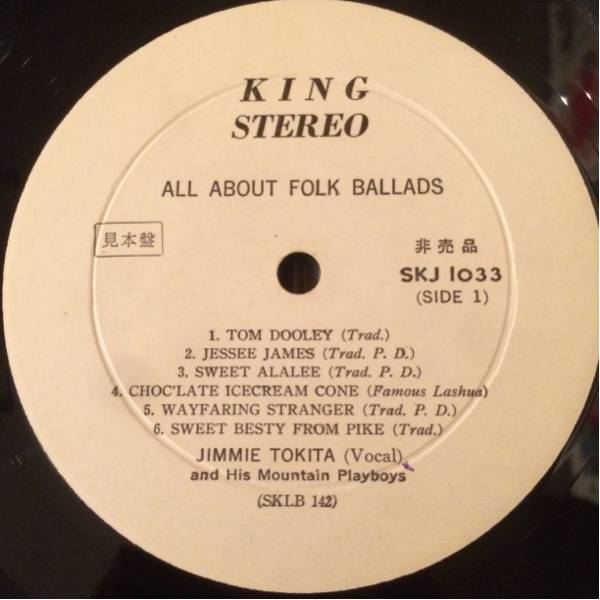 KING
STEREO
ALL ABOUT FOLK BALLADS
見本盤
非売品
SKJ 1033
(SIDE 1)
1. TOM DOOLEY (Trad.)
2. JESSEE JAMES (Trad. P. D.)
3. SWEET ALALEE (Trad. P. D.)
4. CHOC'LATE ICECREAM CONE (Famous Lashua)
5. WAYFARING STRANGER (Trad. P. D.)
6. SWEET BESTY FROM PIKE (Trad.)
JIMMIE TOKITA (Vocal)
and His Mountain Playboys
(SKLB 142)